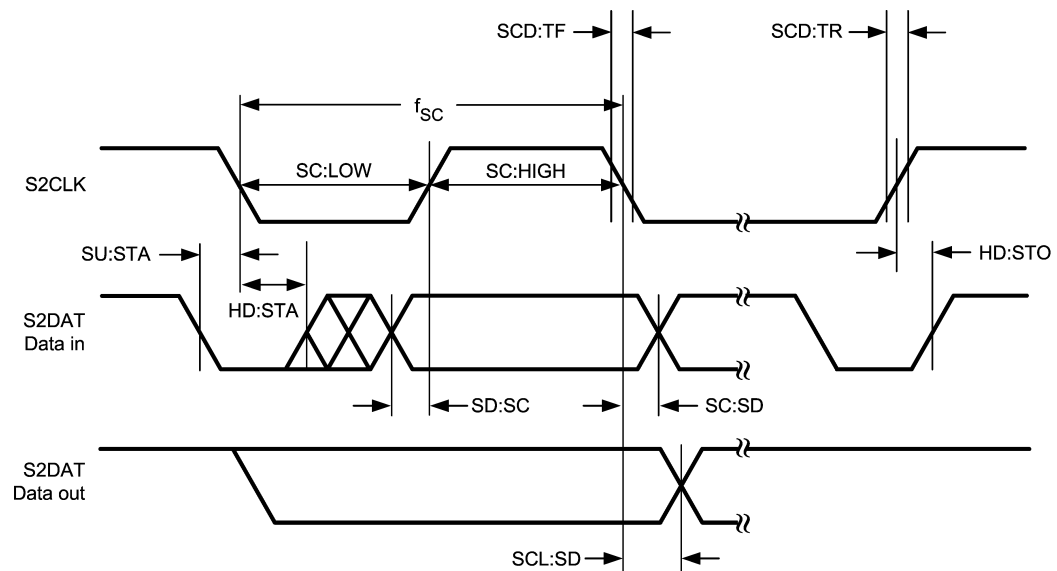 SCD:TF
SCD:TR
fSC
SC:LOW
SC:HIGH
S2CLK
SU:STA
HD:STO
HD:STA
S2DAT
Data in
SD:SC
SC:SD
S2DAT
Data out
SCL:SD